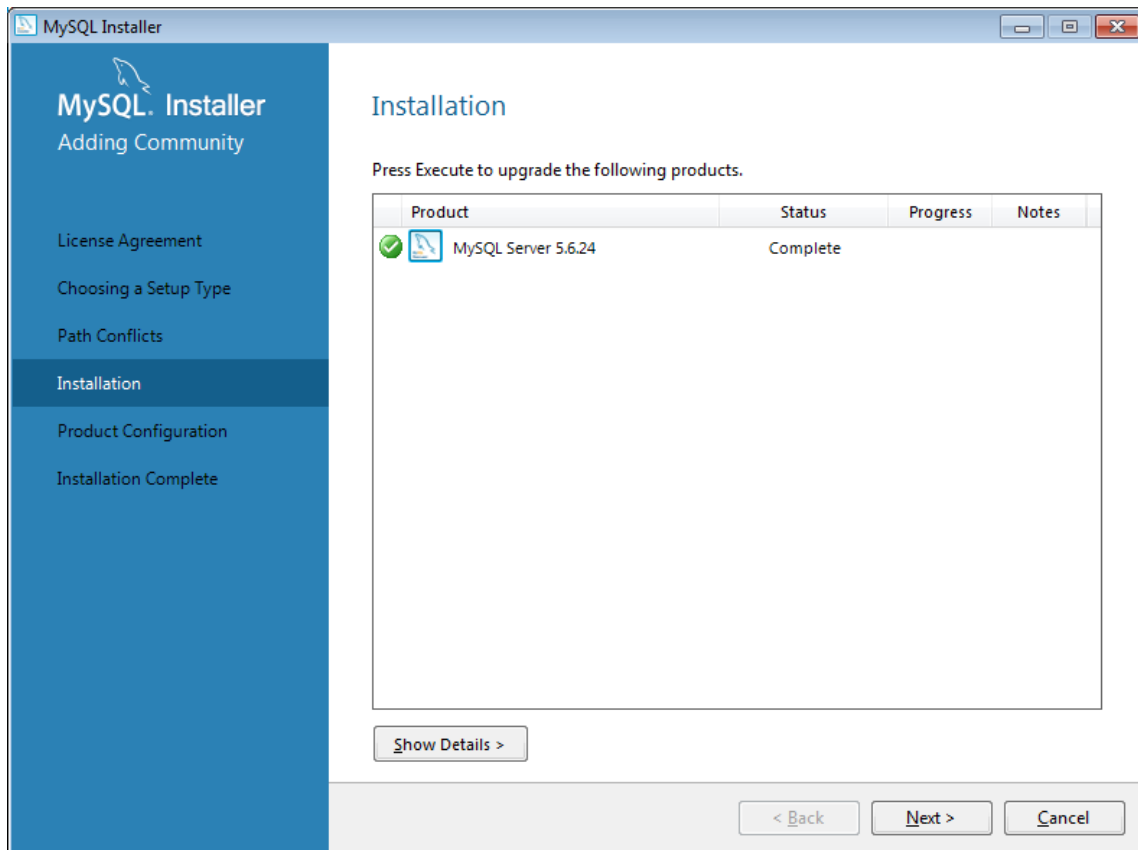 MySQL Installer
MySQL. Installer
Adding Community
License Agreement
Choosing a Setup Type
Path Conflicts
Installation
Product Configuration
Installation Complete
Installation
Press Execute to upgrade the following products.
Product Status Progress Notes
MySQL Server 5.6.24 Complete
Show Details >
< Back Next > Cancel